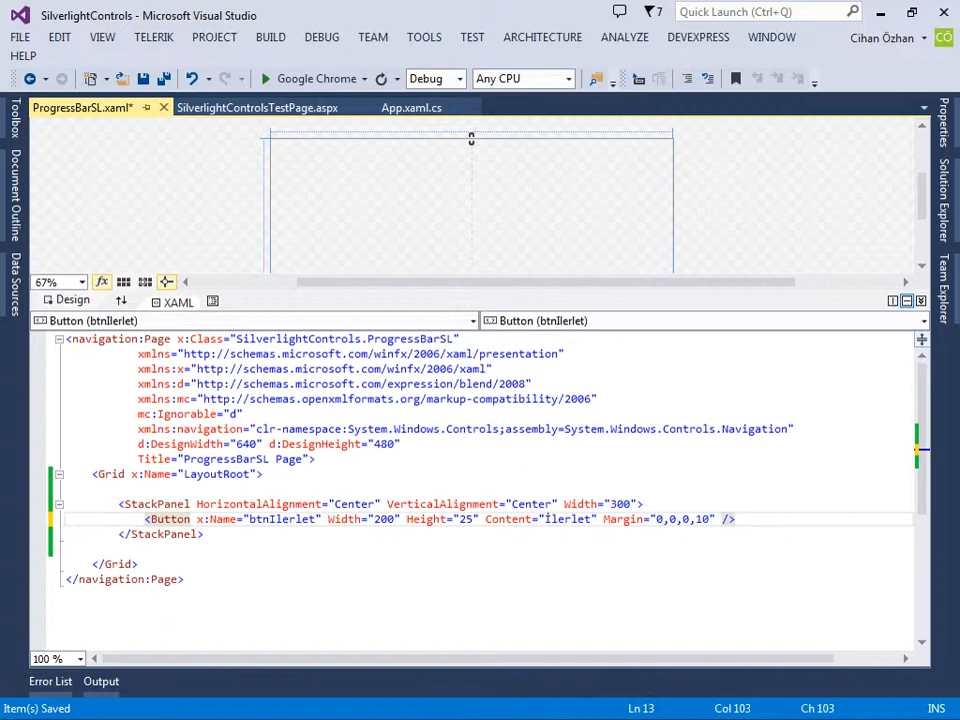 SilverlightControls - Microsoft Visual Studio
7
Quick Launch (Ctrl+Q)
FILE EDIT VIEW TELERIK PROJECT BUILD DEBUG TEAM TOOLS TEST ARCHITECTURE ANALYZE DEVEXPRESS WINDOW
Cihan Özhan CÖ
HELP
Google Chrome Debug Any CPU
ProgressBarSL.xaml* SilverlightControlsTestPage.aspx App.xaml.cs
Toolbox
Document Outline
Data Sources
Properties
Solution Explorer
Team Explorer
67% fx
Design XAML
Button (btnIlerlet) Button (btnIlerlet)
<navigation:Page x:Class="SilverlightControls.ProgressBarSL"
xmlns="http://schemas.microsoft.com/winfx/2006/xaml/presentation"
xmlns:x="http://schemas.microsoft.com/winfx/2006/xaml"
xmlns:d="http://schemas.microsoft.com/expression/blend/2008"
xmlns:mc="http://schemas.openxmlformats.org/markup-compatibility/2006"
mc:Ignorable="d"
xmlns:navigation="clr-namespace:System.Windows.Controls;assembly=System.Windows.Controls.Navigation"
d:DesignWidth="640" d:DesignHeight="480"
Title="ProgressBarSL Page">
<Grid x:Name="LayoutRoot">
<StackPanel HorizontalAlignment="Center" VerticalAlignment="Center" Width="300">
<Button x:Name="btnIlerlet" Width="200" Height="25" Content="İlerlet" Margin="0,0,0,10" />
</StackPanel>
</Grid>
</navigation:Page>
100 %
Error List Output
Item(s) Saved Ln 13 Col 103 Ch 103 INS